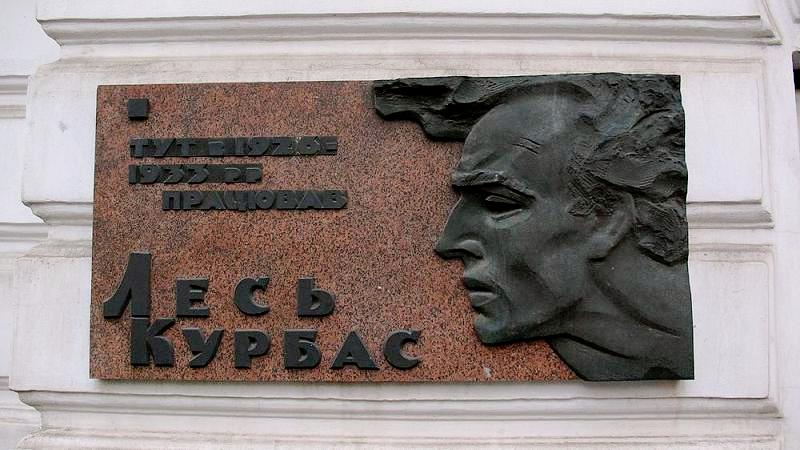 ТУТ В 1926-
1933 РР
ПРАЦЮВАВ
ЛЕСЬ
КУРБАС